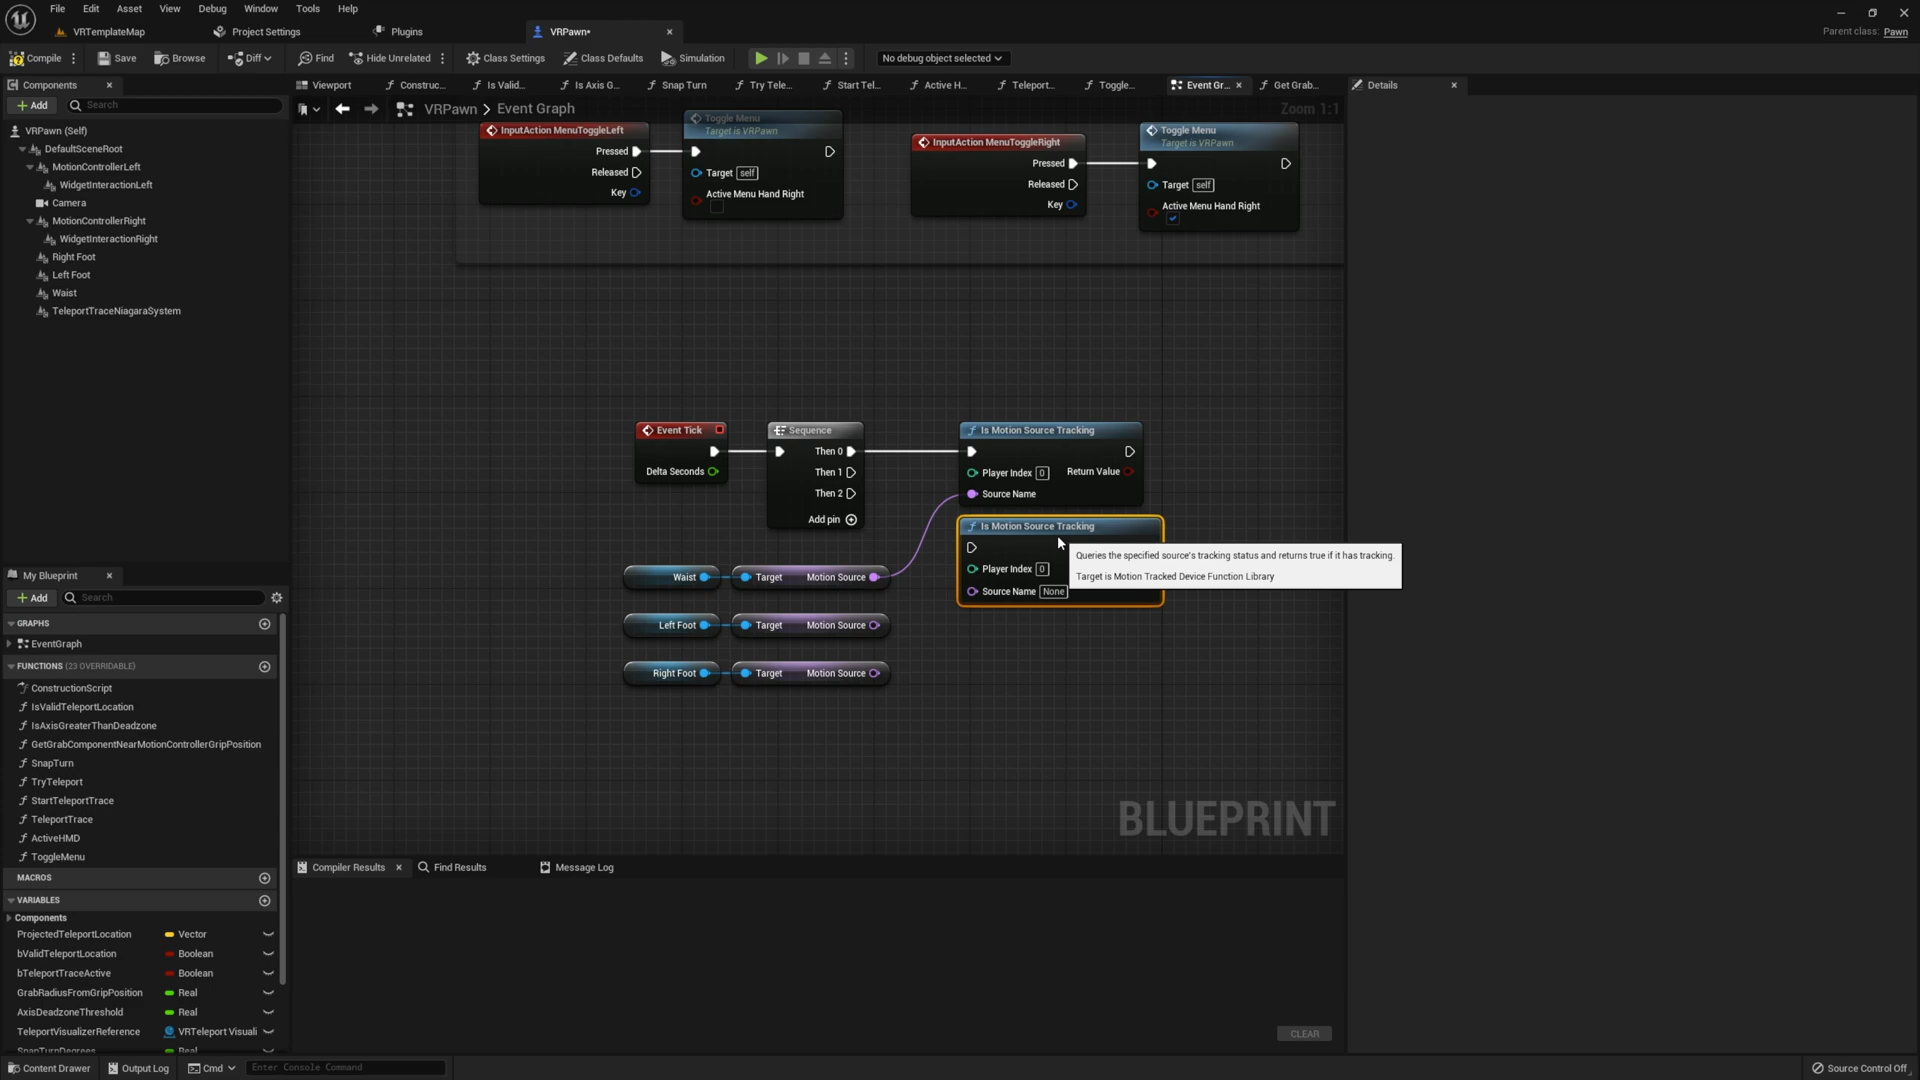 File Edit Asset View Debug Window Tools Help
VRTemplateMap Project Settings Plugins VRPawn*
Parent class: Pawn
Compile Save Browse Diff Find Hide Unrelated Class Settings Class Defaults Simulation No debug object selected
Components
Add Search
VRPawn (Self)
DefaultSceneRoot
MotionControllerLeft
WidgetInteractionLeft
Camera
MotionControllerRight
WidgetInteractionRight
Right Foot
Left Foot
Waist
TeleportTraceNiagaraSystem
My Blueprint
Add Search
GRAPHS
EventGraph
FUNCTIONS (23 OVERRIDABLE)
ConstructionScript
IsValidTeleportLocation
IsAxisGreaterThanDeadzone
GetGrabComponentNearMotionControllerGripPosition
SnapTurn
TryTeleport
StartTeleportTrace
TeleportTrace
ActiveHMD
ToggleMenu
MACROS
VARIABLES
Components
ProjectedTeleportLocation Vector
bValidTeleportLocation Boolean
bTeleportTraceActive Boolean
GrabRadiusFromGripPosition Real
AxisDeadzoneThreshold Real
TeleportVisualizerReference VRTeleport Visuali
SnapTurnDegrees Real
Viewport Construc... Is Valid... Is Axis G... Snap Turn Try Tele... Start Tel... Active H... Teleport... Toggle... Event Gr... Get Grab...
VRPawn > Event Graph
Zoom 1:1
InputAction MenuToggleLeft
Pressed
Released
Key
Toggle Menu
Target is VRPawn
Target self
Active Menu Hand Right
InputAction MenuToggleRight
Pressed
Released
Key
Toggle Menu
Target is VRPawn
Target self
Active Menu Hand Right
Event Tick
Delta Seconds
Sequence
Then 0
Then 1
Then 2
Add pin
Is Motion Source Tracking
Player Index 0 Return Value
Source Name
Is Motion Source Tracking
Player Index 0
Source Name None
Queries the specified source's tracking status and returns true if it has tracking.
Target is Motion Tracked Device Function Library
Waist Target Motion Source
Left Foot Target Motion Source
Right Foot Target Motion Source
BLUEPRINT
Compiler Results Find Results Message Log
CLEAR
Details
Content Drawer Output Log Cmd Enter Console Command
Source Control Off